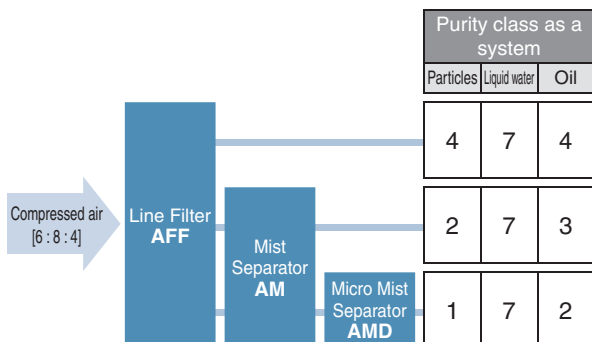 Purity class as a
system
Particles Liquid water Oil
4 7 4
Compressed air
[6 : 8 : 4]
Line Filter
AFF
2 7 3
Mist
Separator
AM
Micro Mist
Separator
AMD
1 7 2